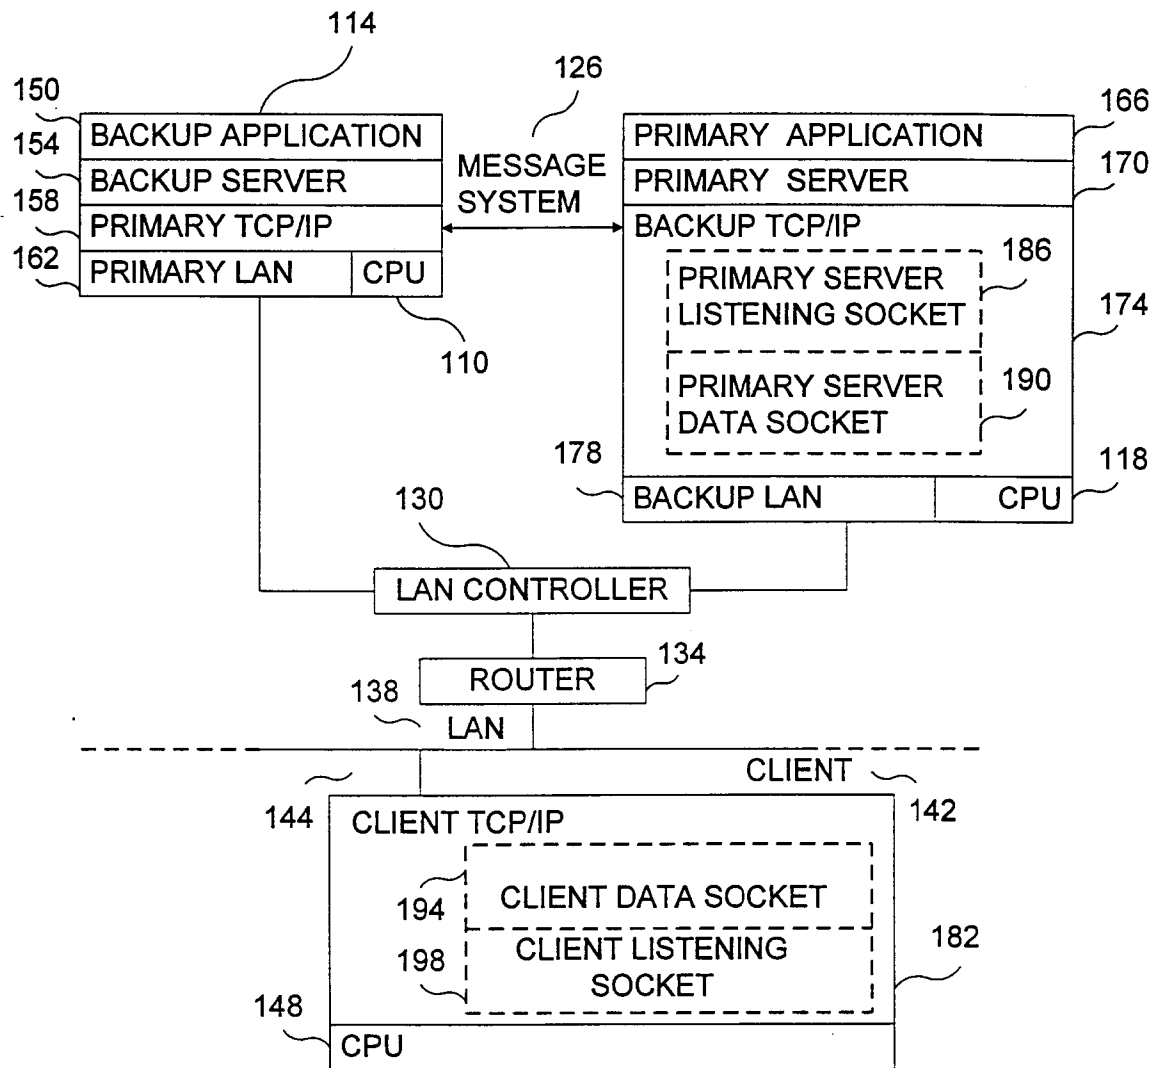 114
126
150
166
BACKUP APPLICATION
PRIMARY APPLICATION
154
MESSAGE
SYSTEM
BACKUP SERVER
PRIMARY SERVER
170
158
PRIMARY TCP/IP
BACKUP TCP/IP
162
PRIMARY LAN
CPU
186
PRIMARY SERVER
LISTENING SOCKET
174
110
PRIMARY SERVER
DATA SOCKET
190
178
118
BACKUP LAN
CPU
130
LAN CONTROLLER
134
ROUTER
138
LAN
CLIENT
144
142
CLIENT TCP/IP
194
CLIENT DATA SOCKET
198
CLIENT LISTENING
SOCKET
182
148
CPU